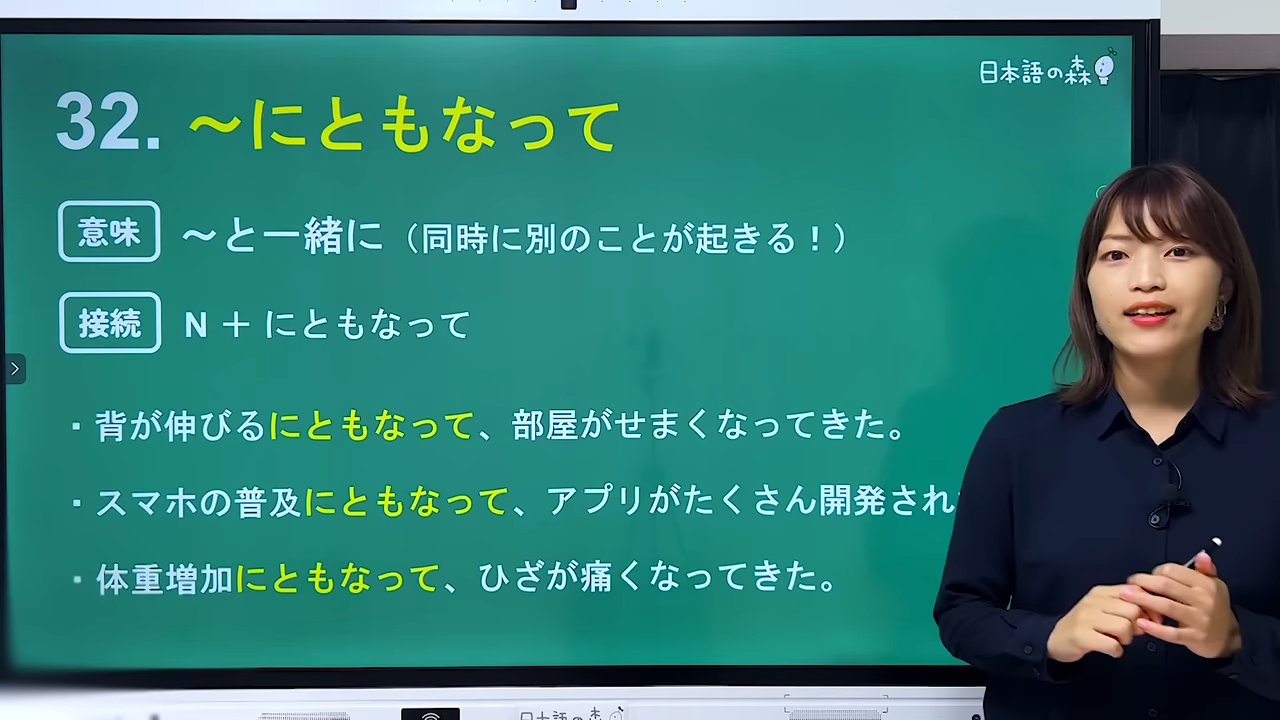 日本語の森
32. ～にともなって
意味 ～と一緒に（同時に別のことが起きる！）
接続 N ＋ にともなって
・背が伸びるにともなって、部屋がせまくなってきた。
・スマホの普及にともなって、アプリがたくさん開発され
・体重増加にともなって、ひざが痛くなってきた。
日本語の森